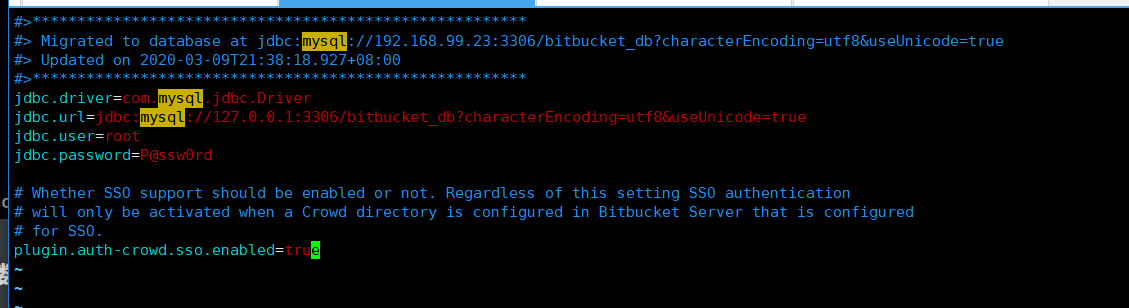 #>*******************************************************
#> Migrated to database at jdbc:mysql://192.168.99.23:3306/bitbucket_db?characterEncoding=utf8&useUnicode=true
#> Updated on 2020-03-09T21:38:18.927+08:00
#>*******************************************************
jdbc.driver=com.mysql.jdbc.Driver
jdbc.url=jdbc:mysql://127.0.0.1:3306/bitbucket_db?characterEncoding=utf8&useUnicode=true
jdbc.user=root
jdbc.password=P@ssw0rd
# Whether SSO support should be enabled or not. Regardless of this setting SSO authentication
# will only be activated when a Crowd directory is configured in Bitbucket Server that is configured
# for SSO.
plugin.auth-crowd.sso.enabled=true
~
~
~